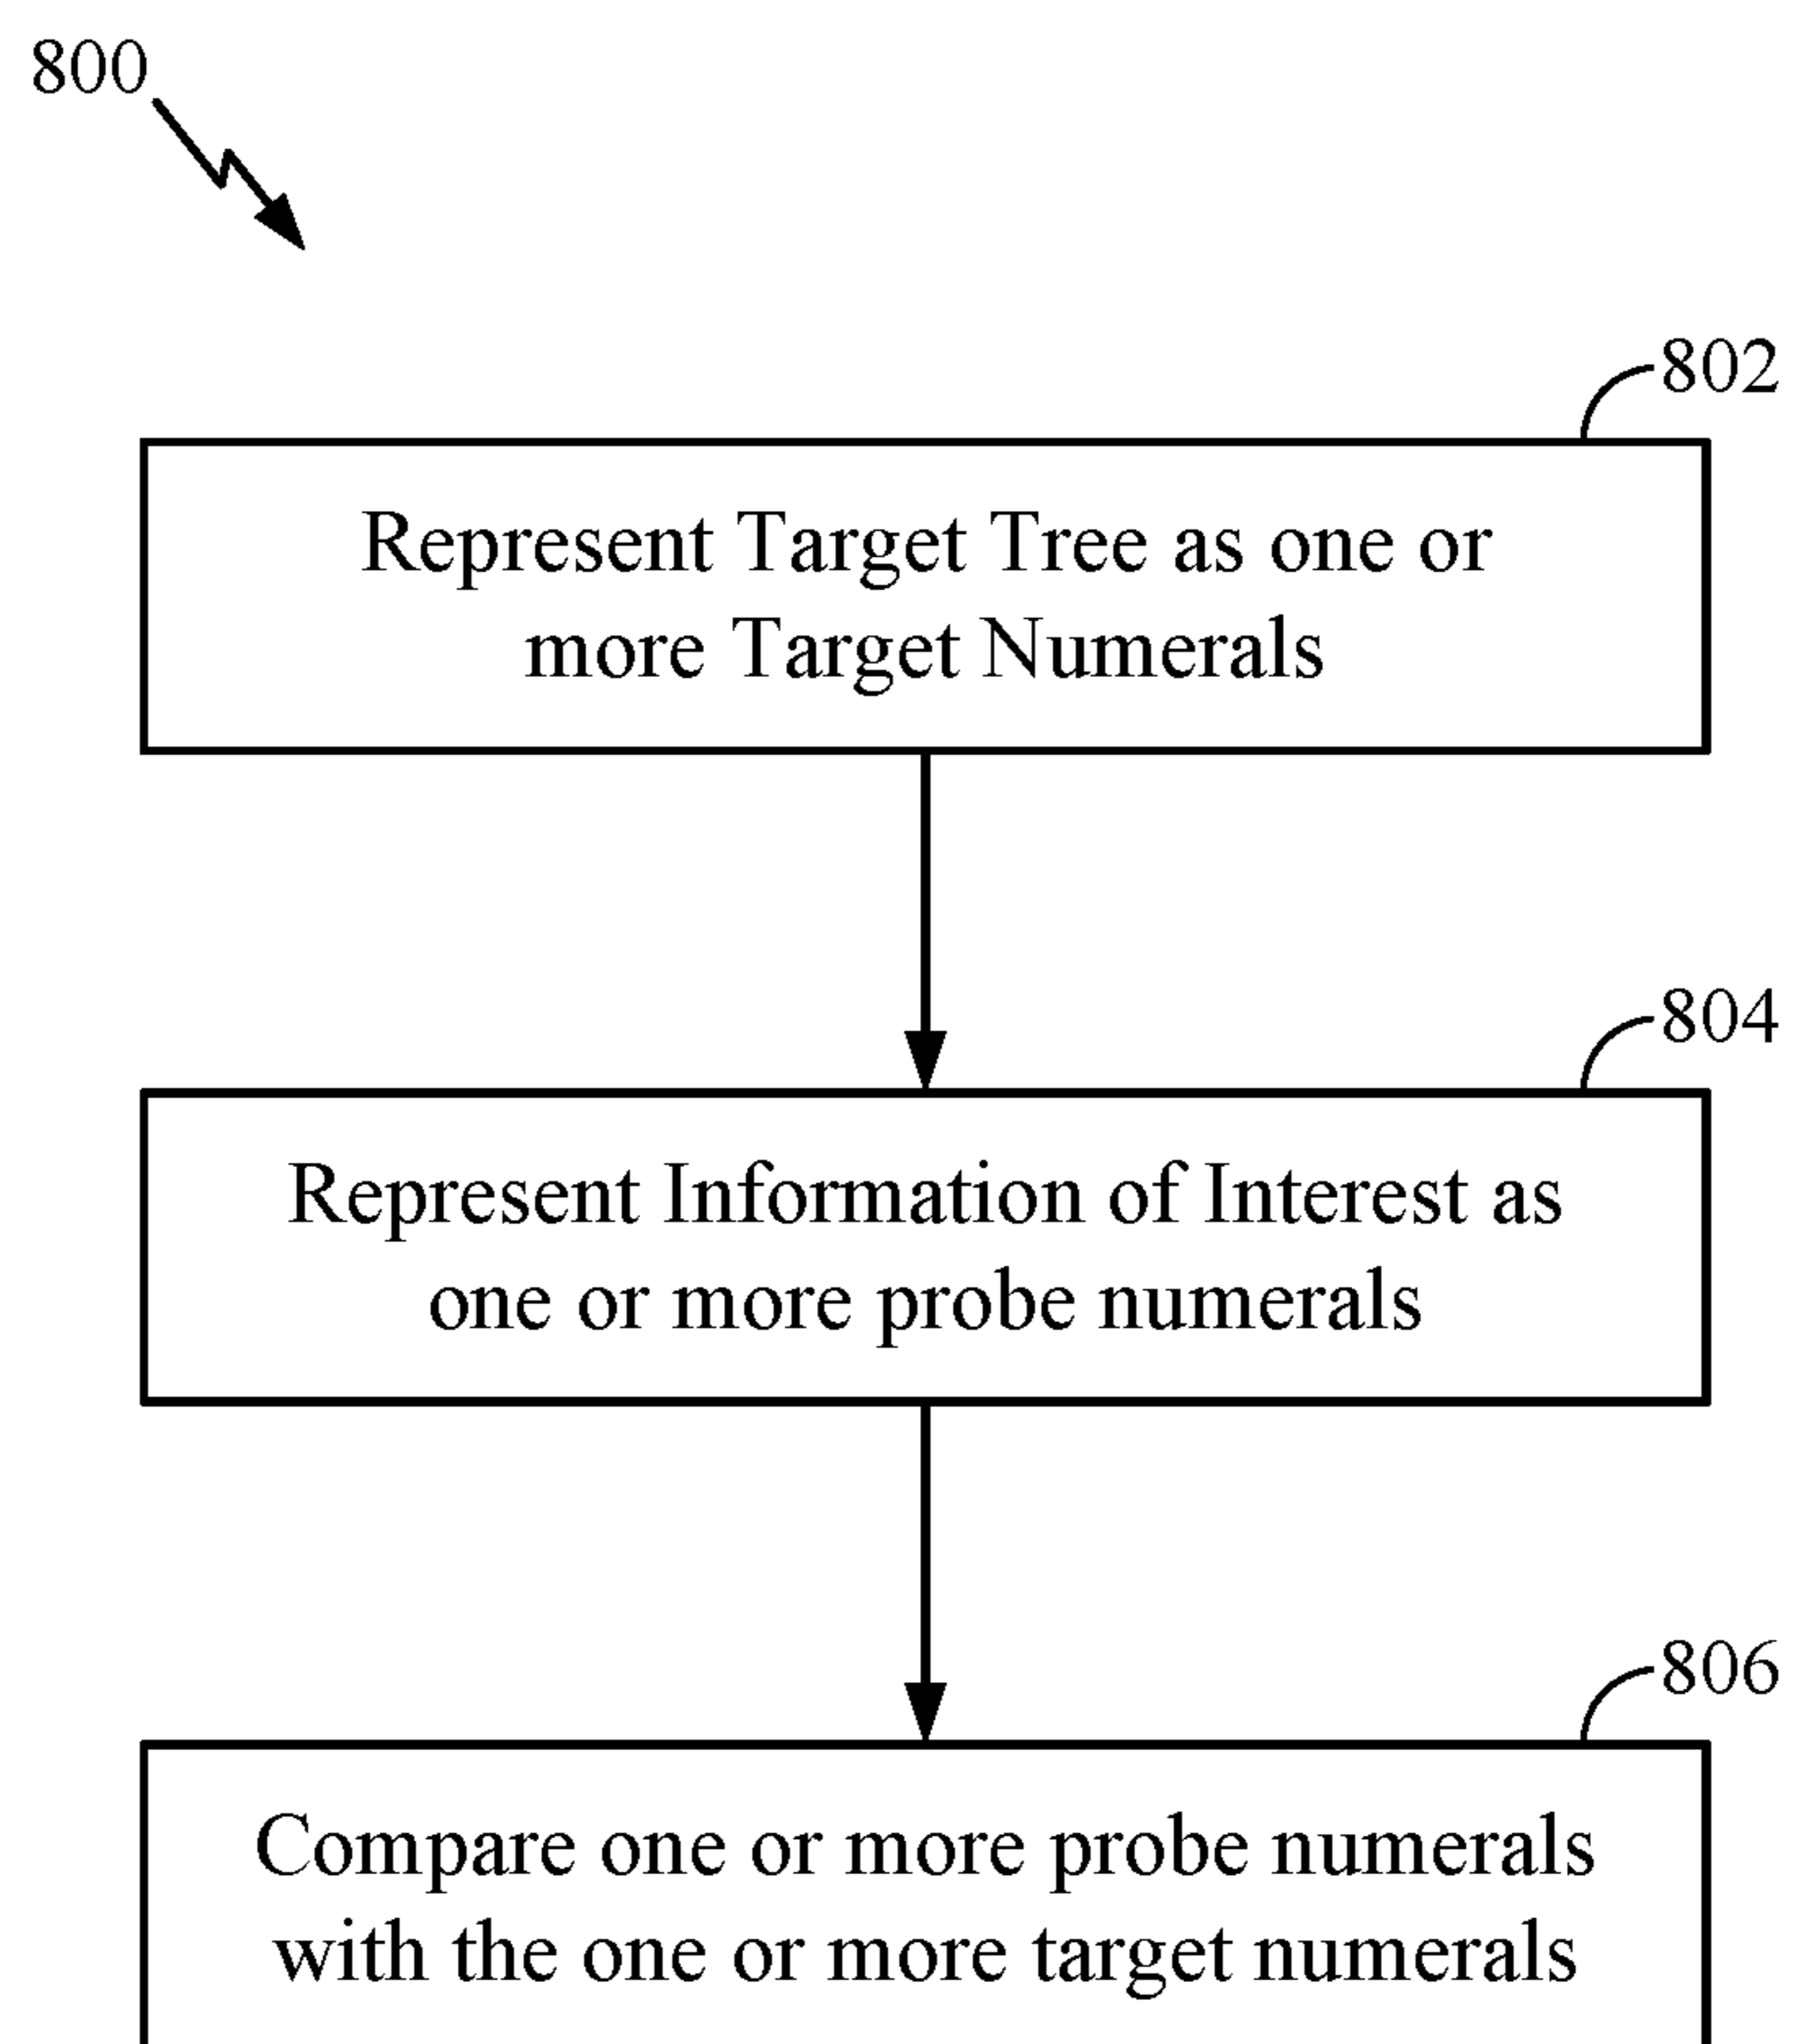 800
802
Represent Target Tree as one or
more Target Numerals
804
Represent Information of Interest as
one or more probe numerals
806
Compare one or more probe numerals
with the one or more target numerals